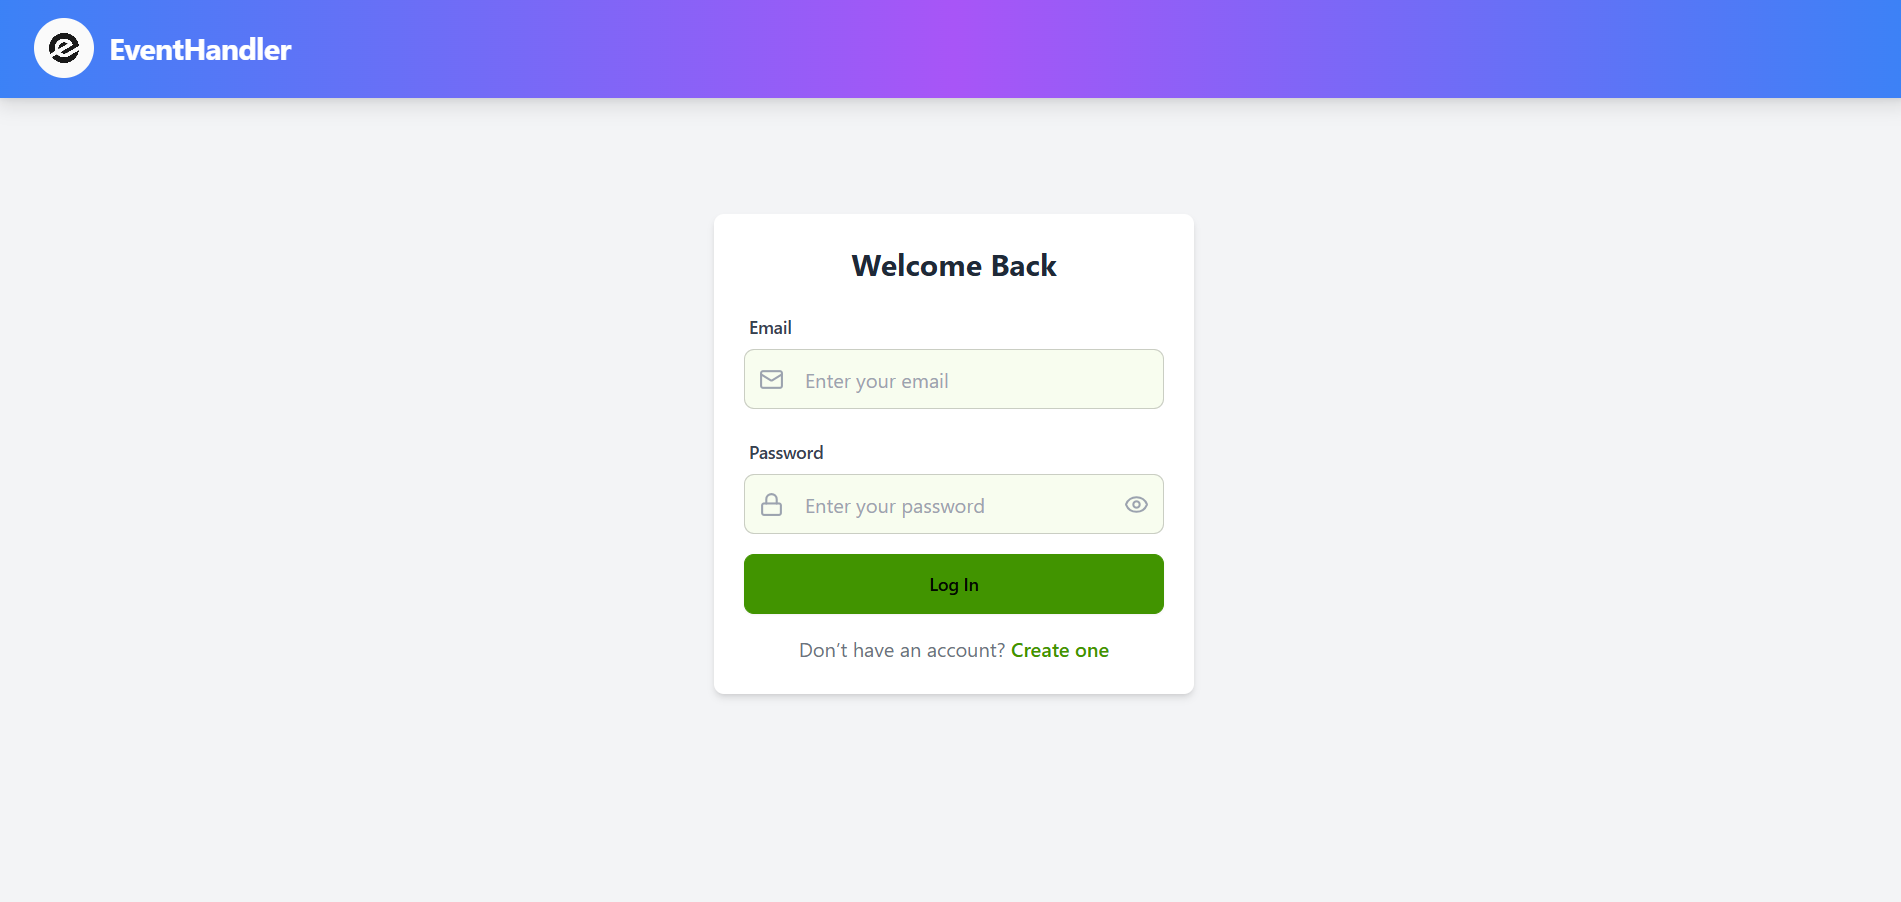 EventHandler
Welcome Back
Email
Enter your email
Password
Enter your password
Log In
Don’t have an account? Create one